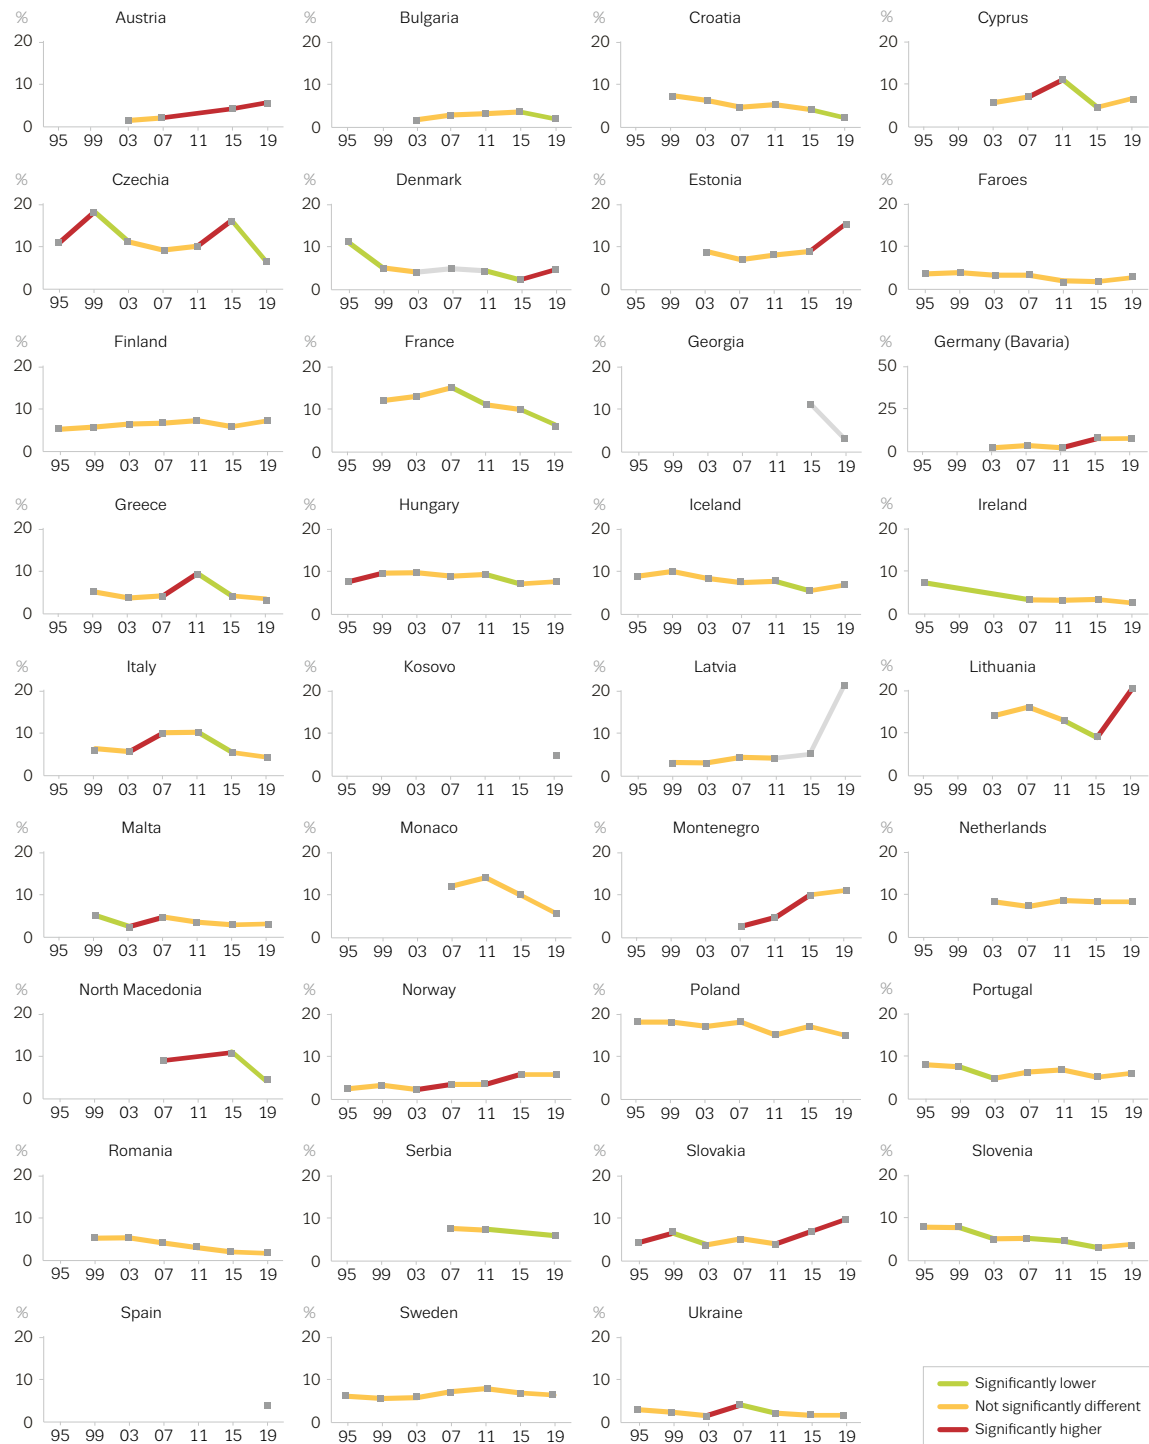 % Austria % Bulgaria % Croatia % Cyprus
20 20 20 20
10 10 10 10
0 0 0 0
95 99 03 07 11 15 19 95 99 03 07 11 15 19 95 99 03 07 11 15 19 95 99 03 07 11 15 19
% Czechia % Denmark % Estonia % Faroes
20 20 20 20
10 10 10 10
0 0 0 0
95 99 03 07 11 15 19 95 99 03 07 11 15 19 95 99 03 07 11 15 19 95 99 03 07 11 15 19
% Finland % France % Georgia % Germany (Bavaria)
20 20 20 50
10 10 10 25
0 0 0 0
95 99 03 07 11 15 19 95 99 03 07 11 15 19 95 99 03 07 11 15 19 95 99 03 07 11 15 19
% Greece % Hungary % Iceland % Ireland
20 20 20 20
10 10 10 10
0 0 0 0
95 99 03 07 11 15 19 95 99 03 07 11 15 19 95 99 03 07 11 15 19 95 99 03 07 11 15 19
% Italy % Kosovo % Latvia % Lithuania
20 20 20 20
10 10 10 10
0 0 0 0
95 99 03 07 11 15 19 95 99 03 07 11 15 19 95 99 03 07 11 15 19 95 99 03 07 11 15 19
% Malta % Monaco % Montenegro % Netherlands
20 20 20 20
10 10 10 10
0 0 0 0
95 99 03 07 11 15 19 95 99 03 07 11 15 19 95 99 03 07 11 15 19 95 99 03 07 11 15 19
% North Macedonia % Norway % Poland % Portugal
20 20 20 20
10 10 10 10
0 0 0 0
95 99 03 07 11 15 19 95 99 03 07 11 15 19 95 99 03 07 11 15 19 95 99 03 07 11 15 19
% Romania % Serbia % Slovakia % Slovenia
20 20 20 20
10 10 10 10
0 0 0 0
95 99 03 07 11 15 19 95 99 03 07 11 15 19 95 99 03 07 11 15 19 95 99 03 07 11 15 19
% Spain % Sweden % Ukraine
20 20 20
10 10 10
0 0 0
95 99 03 07 11 15 19 95 99 03 07 11 15 19 95 99 03 07 11 15 19
Significantly lower
Not significantly different
Significantly higher